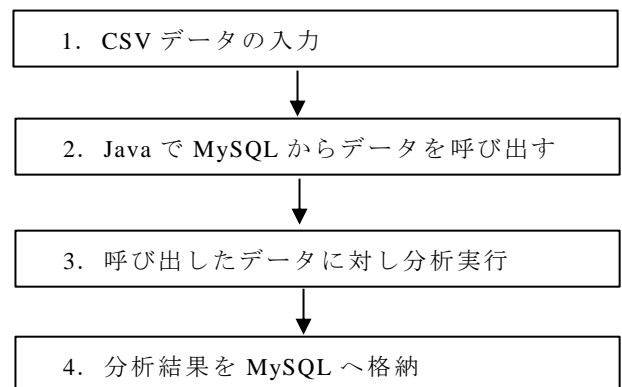 1. CSV データの入力
2. Java で MySQL からデータを呼び出す
3. 呼び出したデータに対し分析実行
4. 分析結果を MySQL へ格納